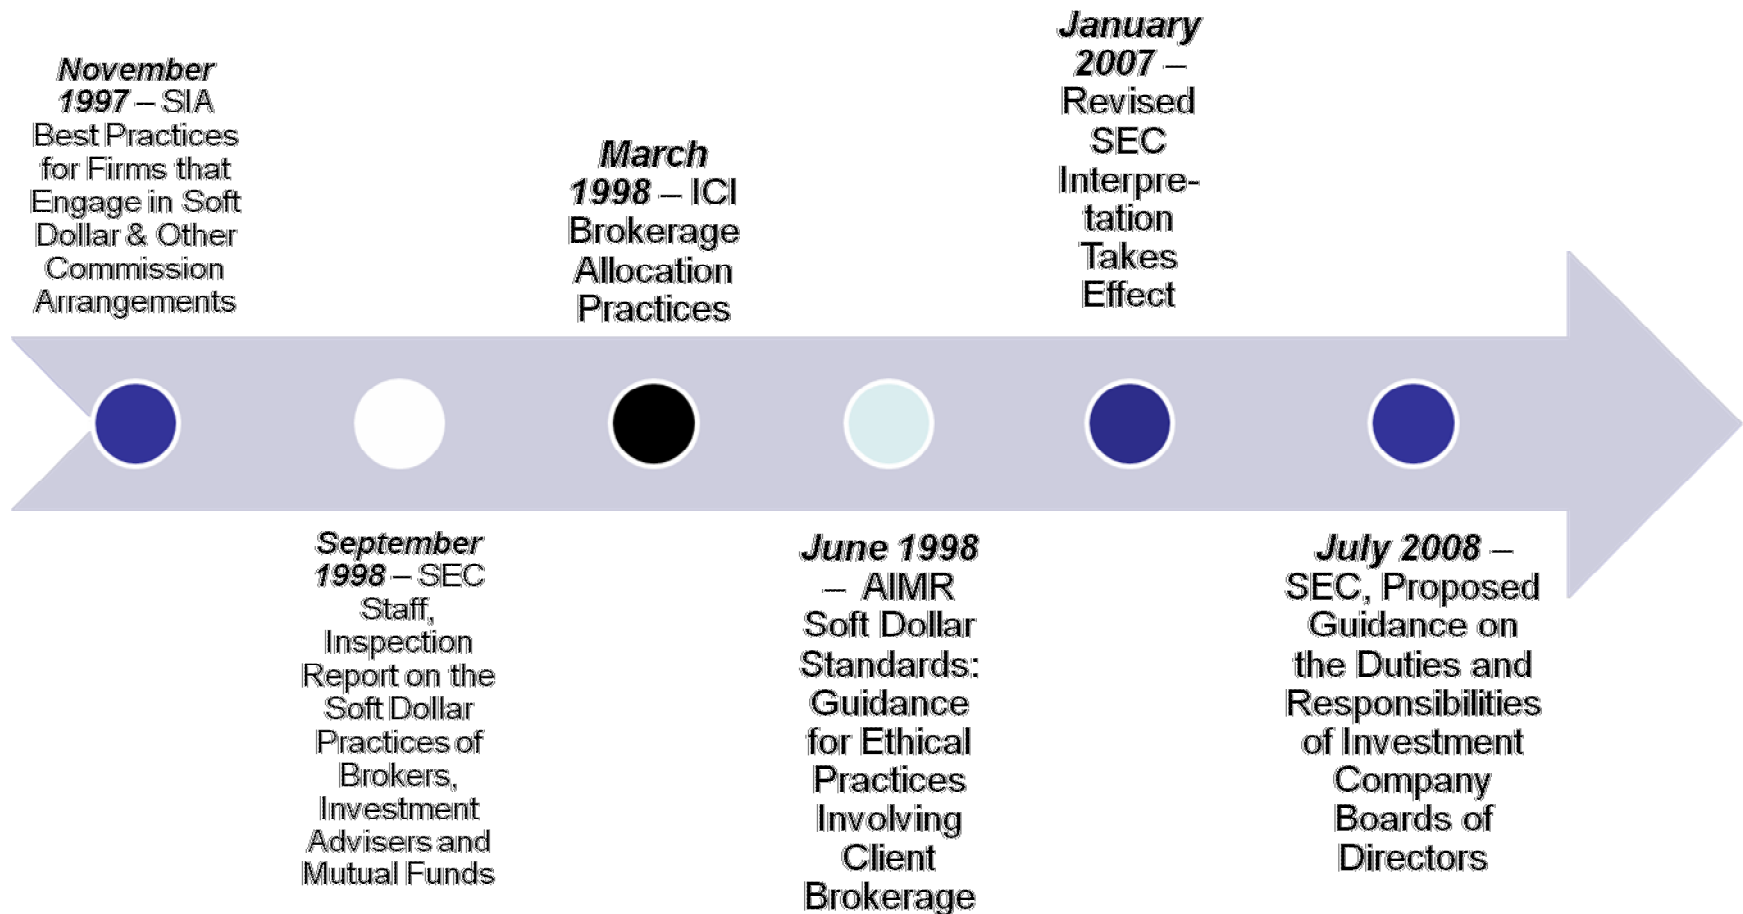 November
1997 – SIA
Best Practices
for Firms that
Engage in Soft
Dollar & Other
Commission
Arrangements
September
1998 – SEC
Staff,
Inspection
Report on the
Soft Dollar
Practices of
Brokers,
Investment
Advisers and
Mutual Funds
March
1998 – ICI
Brokerage
Allocation
Practices
June 1998
– AIMR
Soft Dollar
Standards:
Guidance
for Ethical
Practices
Involving
Client
Brokerage
January
2007 –
Revised
SEC
Interpre-
tation
Takes
Effect
July 2008 –
SEC, Proposed
Guidance on
the Duties and
Responsibilities
of Investment
Company
Boards of
Directors